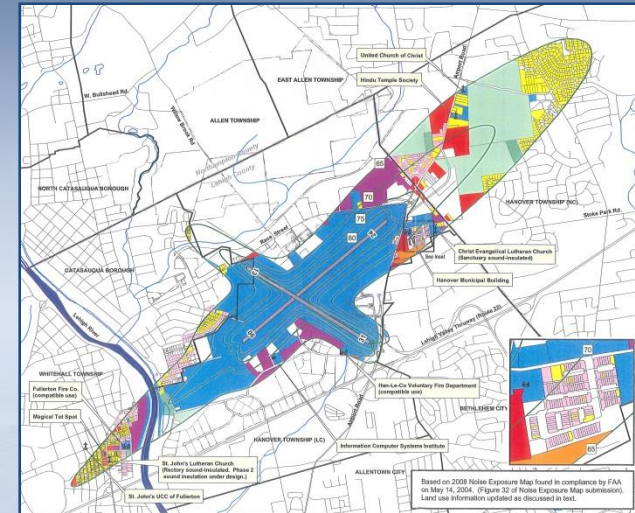 United Church of Christ
Hindu Temple Society
Airport Road
EAST ALLEN TOWNSHIP
W. Bullshead Rd.
Willow Brook Rd
ALLEN TOWNSHIP
Northampton County
Lehigh County
65
NORTH CATASAUQUA BOROUGH
70
75
80
HANOVER TOWNSHIP (NC)
Stoke Park Rd.
Race Street
24
See Inset
CATASAUQUA BOROUGH
13
Christ Evangelical Lutheran Church
(Sanctuary sound-insulated)
Hanover Municipal Building
Lehigh River
Lehigh Valley Thruway (Route 22)
31
WHITEHALL TOWNSHIP
Fullerton Fire Co.
(compatible use)
Han-Le-Co Voluntary Fire Department
(compatible use)
70
Magical Tot Spot
Airport Road
BETHLEHEM CITY
HANOVER TOWNSHIP (LC)
Information Computer Systems Institute
65
St. John's Lutheran Church
(Rectory sound-insulated. Phase 2
sound insulation under design.)
ALLENTOWN CITY
St. John's UCC of Fullerton
Based on 2008 Noise Exposure Map found in compliance by FAA
on May 14, 2004. (Figure 32 of Noise Exposure Map submission).
Land use information updated as discussed in text.